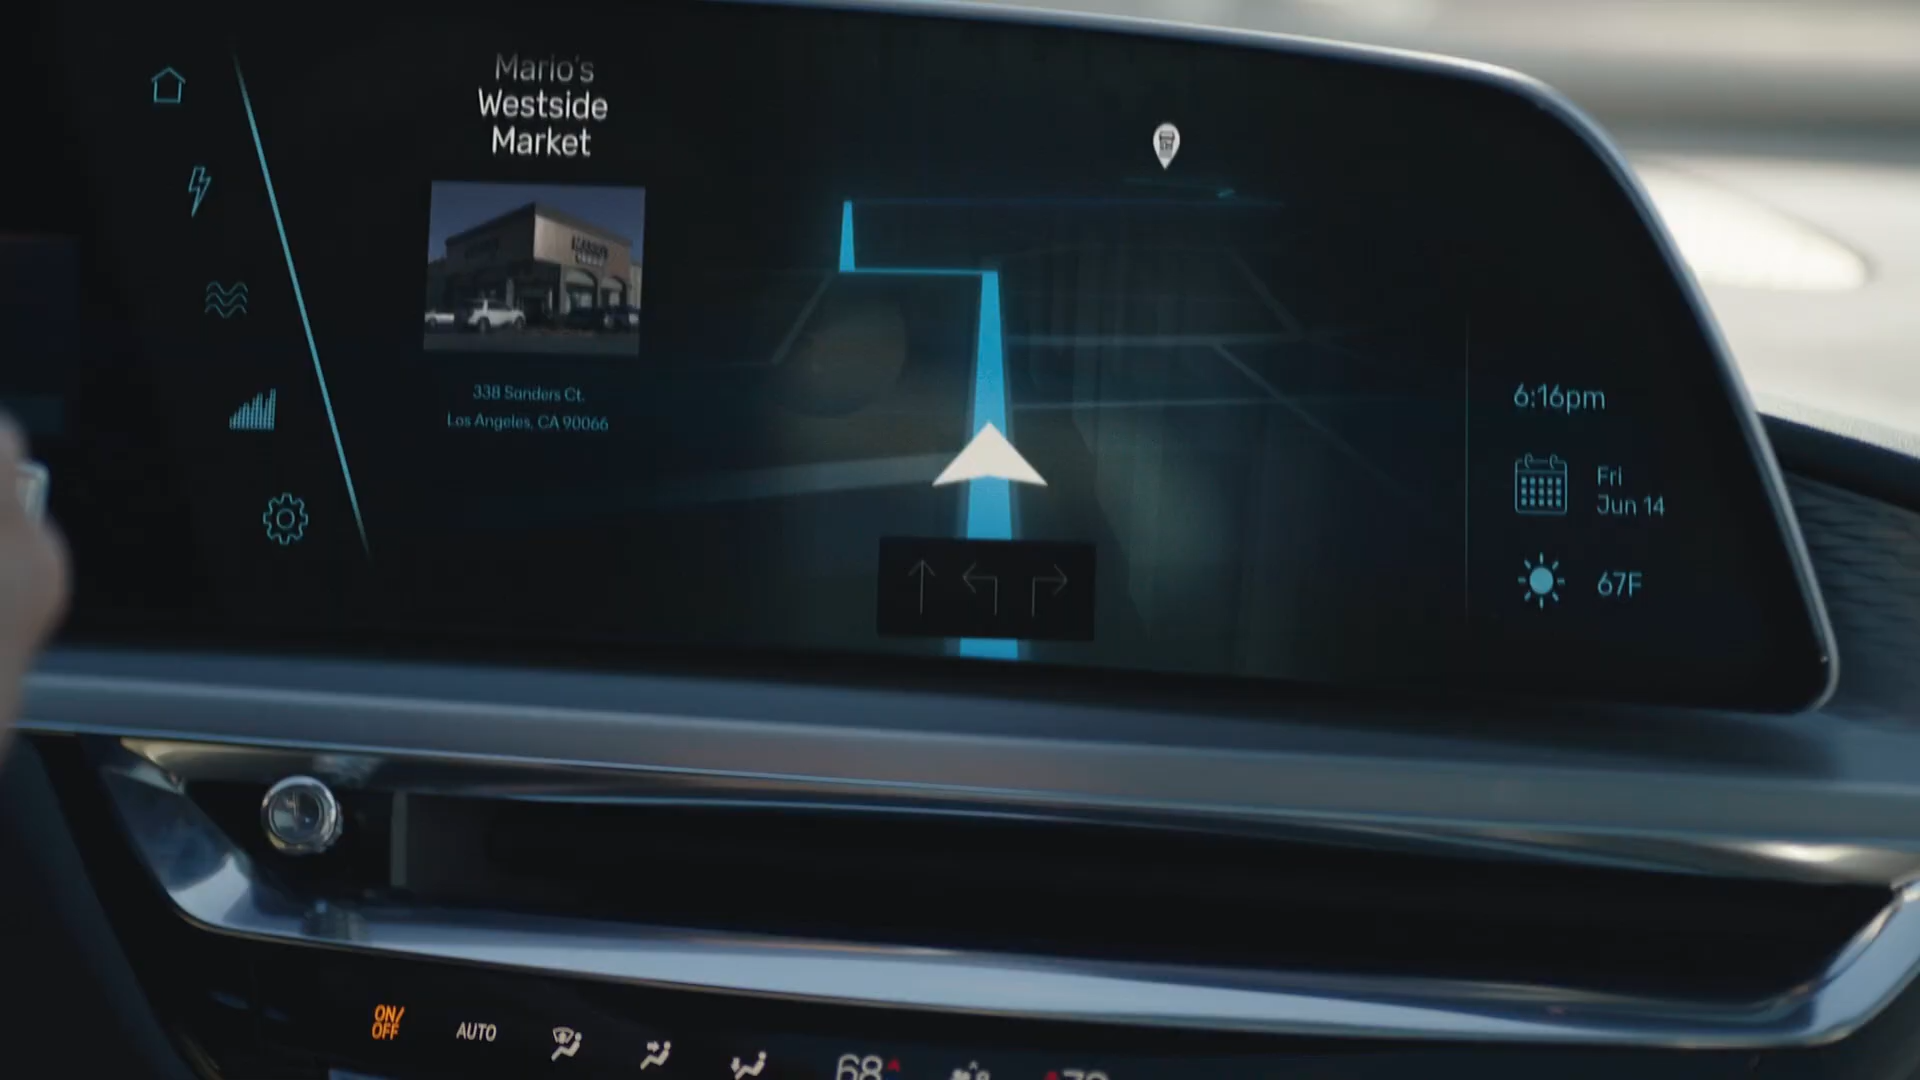 Mario's
Westside
Market
338 Sanders Ct.
Los Angeles, CA 90066
6:16pm
Fri
Jun 14
67F
ON/
OFF
AUTO
68